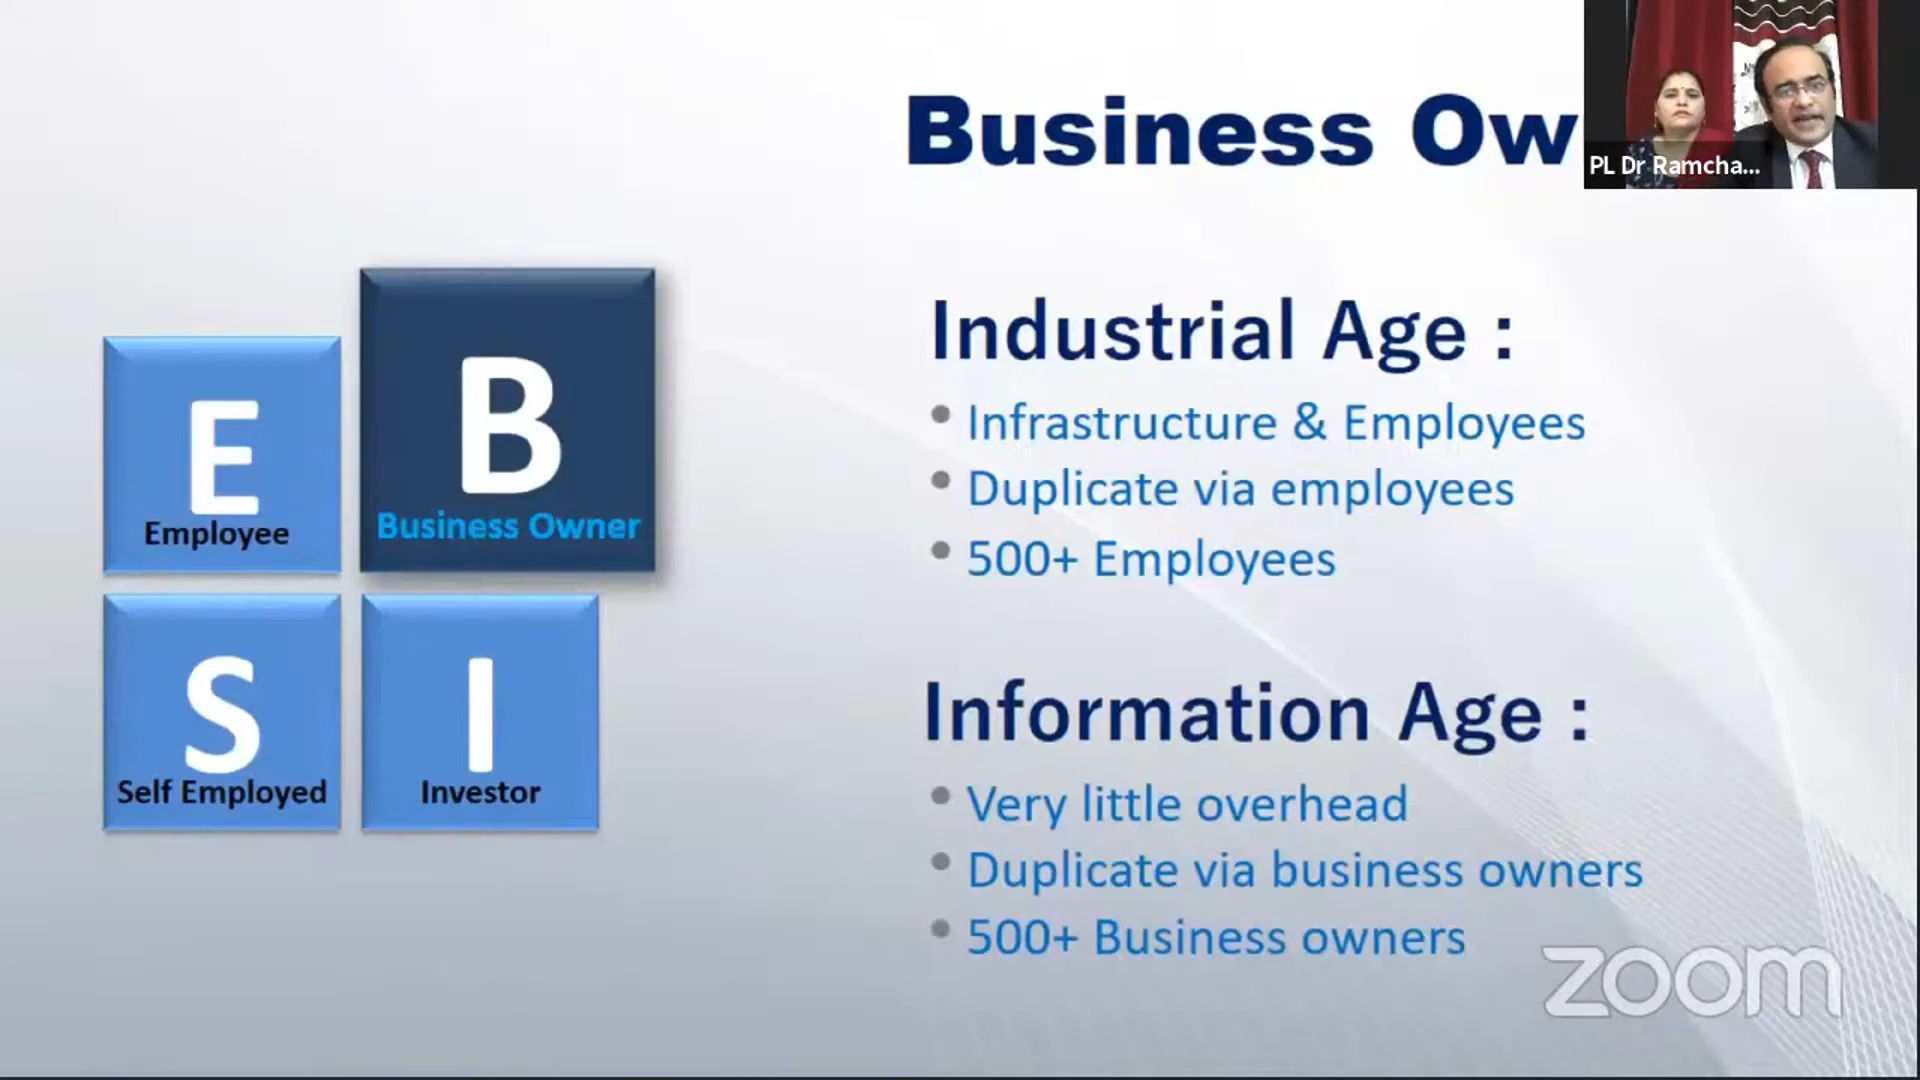 Business Ow
PL Dr Ramcha...
E
Employee
B
Business Owner
S
Self Employed
I
Investor
Industrial Age :
• Infrastructure & Employees
• Duplicate via employees
• 500+ Employees
Information Age :
• Very little overhead
• Duplicate via business owners
• 500+ Business owners
zoom